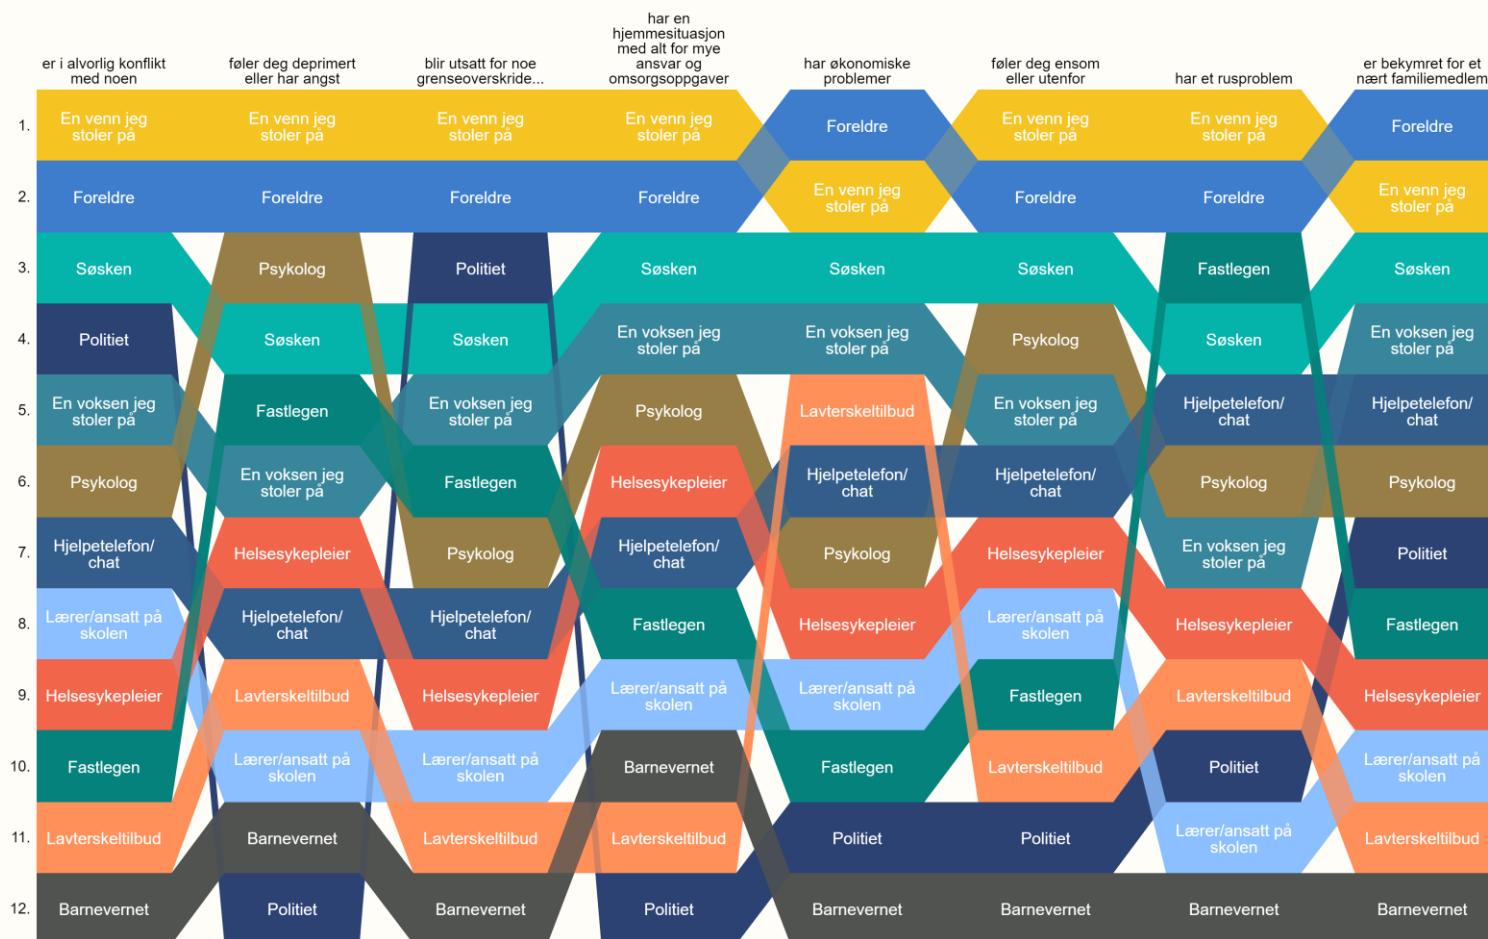 er i alvorlig konflikt
med noen
føler deg deprimert
eller har angst
blir utsatt for noe
grenseoverskride...
har en
hjemmesituasjon
med alt for mye
ansvar og
omsorgsoppgaver
har økonomiske
problemer
føler deg ensom
eller utenfor
har et rusproblem
er bekymret for et
nært familiemedlem
1.
En venn jeg
stoler på
En venn jeg
stoler på
En venn jeg
stoler på
En venn jeg
stoler på
Foreldre
En venn jeg
stoler på
En venn jeg
stoler på
Foreldre
2.
Foreldre
Foreldre
Foreldre
Foreldre
En venn jeg
stoler på
Foreldre
Foreldre
En venn jeg
stoler på
3.
Søsken
Psykolog
Politiet
Søsken
Søsken
Søsken
Fastlegen
Søsken
4.
Politiet
Søsken
Søsken
En voksen jeg
stoler på
En voksen jeg
stoler på
Psykolog
Søsken
En voksen jeg
stoler på
5.
En voksen jeg
stoler på
Fastlegen
En voksen jeg
stoler på
Psykolog
Lavterskeltilbud
En voksen jeg
stoler på
Hjelpetelefon/
chat
Hjelpetelefon/
chat
6.
Psykolog
En voksen jeg
stoler på
Fastlegen
Helsesykepleier
Hjelpetelefon/
chat
Hjelpetelefon/
chat
Psykolog
Psykolog
7.
Hjelpetelefon/
chat
Helsesykepleier
Psykolog
Hjelpetelefon/
chat
Psykolog
Helsesykepleier
En voksen jeg
stoler på
Politiet
8.
Lærer/ansatt på
skolen
Hjelpetelefon/
chat
Hjelpetelefon/
chat
Fastlegen
Helsesykepleier
Lærer/ansatt på
skolen
Helsesykepleier
Fastlegen
9.
Helsesykepleier
Lavterskeltilbud
Helsesykepleier
Lærer/ansatt på
skolen
Lærer/ansatt på
skolen
Fastlegen
Lavterskeltilbud
Helsesykepleier
10.
Fastlegen
Lærer/ansatt på
skolen
Lærer/ansatt på
skolen
Barnevernet
Fastlegen
Lavterskeltilbud
Politiet
Lærer/ansatt på
skolen
11.
Lavterskeltilbud
Barnevernet
Lavterskeltilbud
Lavterskeltilbud
Politiet
Politiet
Lærer/ansatt på
skolen
Lavterskeltilbud
12.
Barnevernet
Politiet
Barnevernet
Politiet
Barnevernet
Barnevernet
Barnevernet
Barnevernet